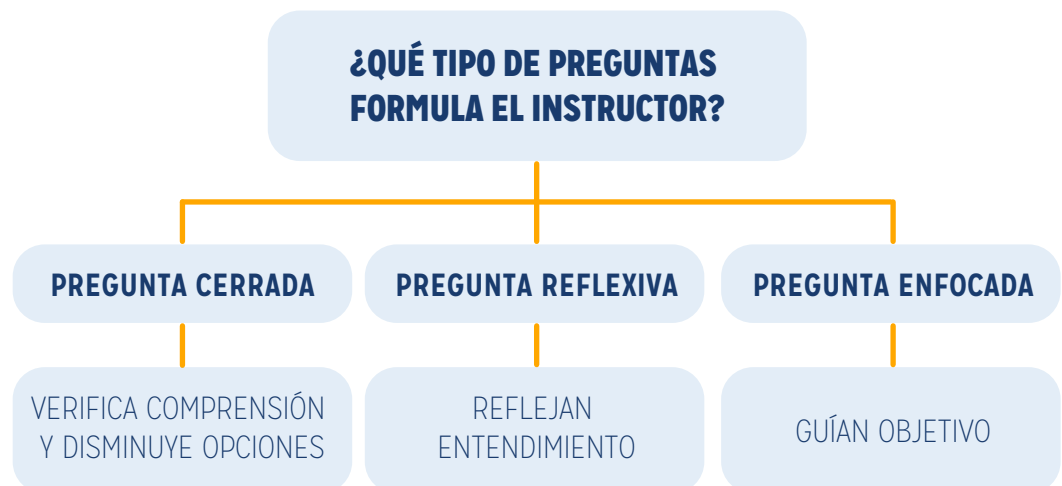 ¿QUÉ TIPO DE PREGUNTAS
FORMULA EL INSTRUCTOR?
PREGUNTA CERRADA
PREGUNTA REFLEXIVA
PREGUNTA ENFOCADA
VERIFICA COMPRENSIÓN
Y DISMINUYE OPCIONES
REFLEJAN
ENTENDIMIENTO
GUÍAN OBJETIVO